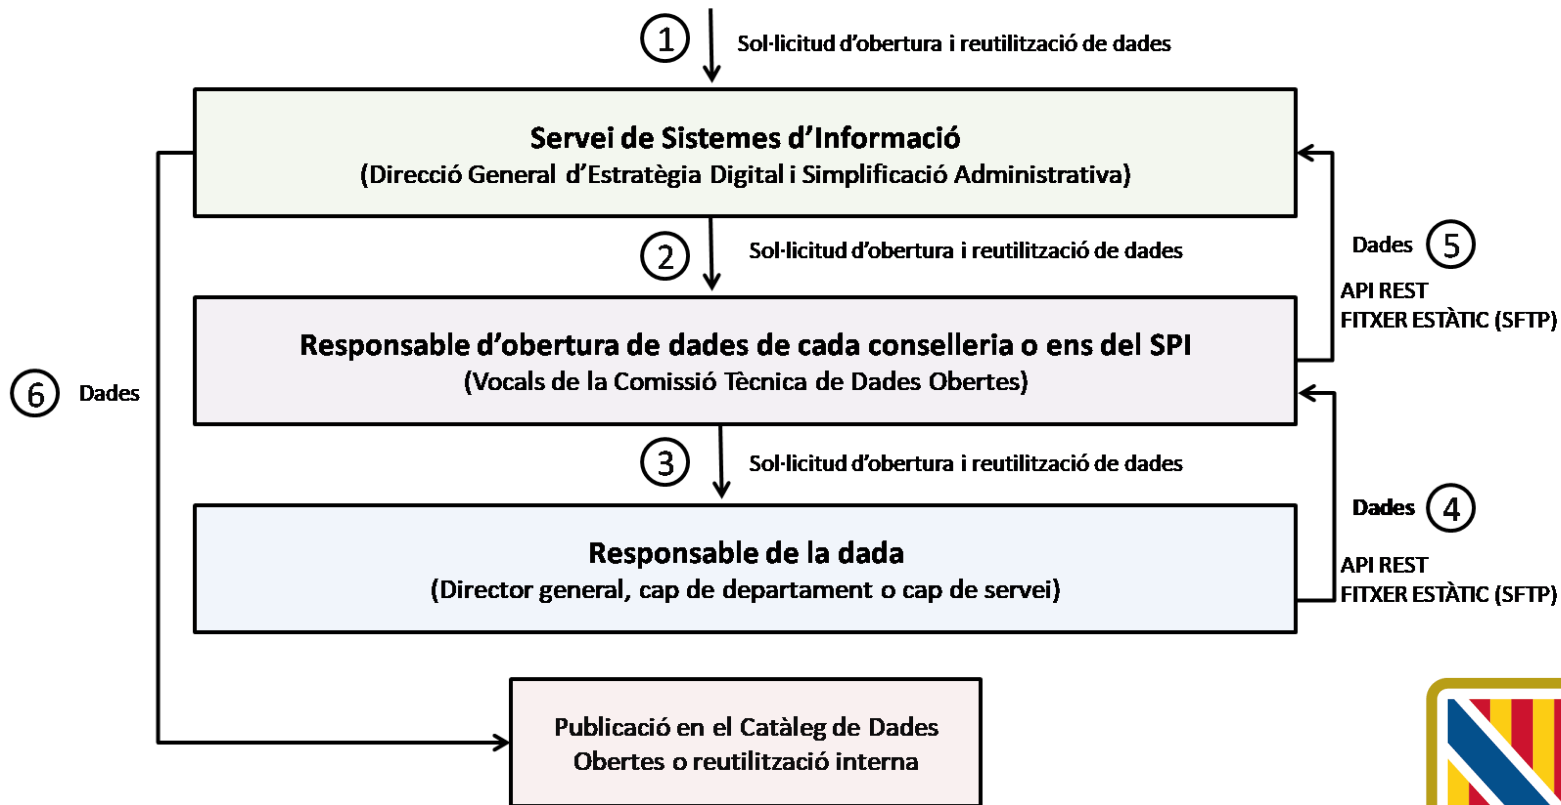 1
Sol·licitud d'obertura i reutilització de dades
Servei de Sistemes d'Informació
(Direcció General d'Estratègia Digital i Simplificació Administrativa)
2
Sol·licitud d'obertura i reutilització de dades
Dades 5
API REST
FITXER ESTÀTIC (SFTP)
Responsable d'obertura de dades de cada conselleria o ens del SPI
(Vocals de la Comissió Tècnica de Dades Obertes)
6 Dades
3
Sol·licitud d'obertura i reutilització de dades
Dades 4
API REST
FITXER ESTÀTIC (SFTP)
Responsable de la dada
(Director general, cap de departament o cap de servei)
Publicació en el Catàleg de Dades
Obertes o reutilització interna